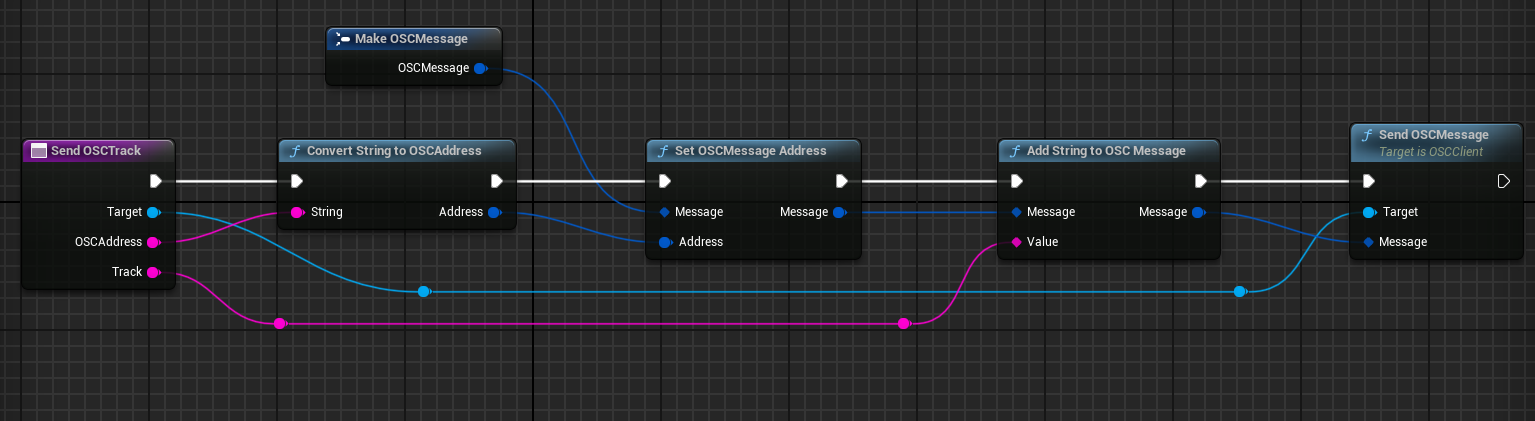 Make OSCMessage
OSCMessage
Send OSCTrack
Target
OSCAddress
Track
Convert String to OSCAddress
String
Address
Set OSCMessage Address
Message
Message
Address
Add String to OSC Message
Message
Message
Value
Send OSCMessage
Target is OSCClient
Target
Message